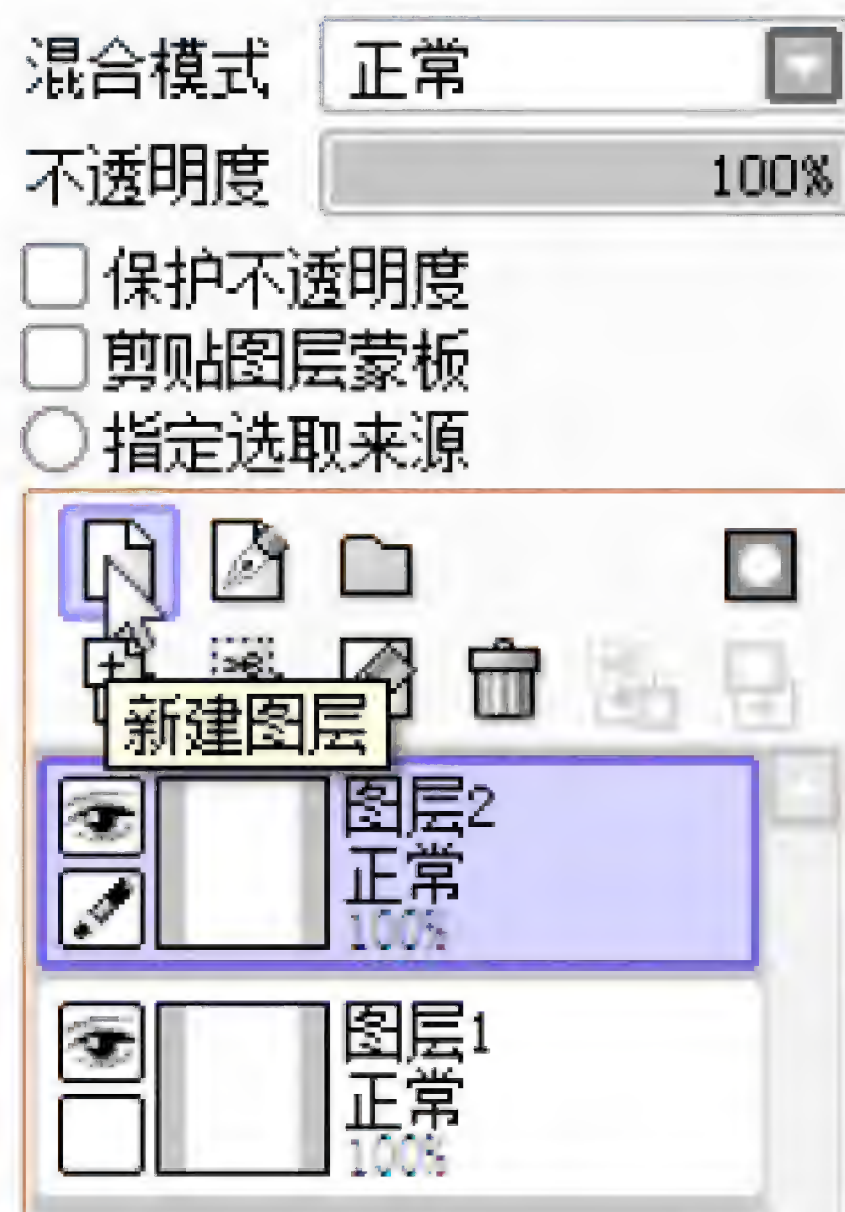 混合模式 正常
不透明度 100%
保护不透明度
剪贴图层蒙板
指定选取来源
新建图层
图层2
正常
100%
图层1
正常
100%